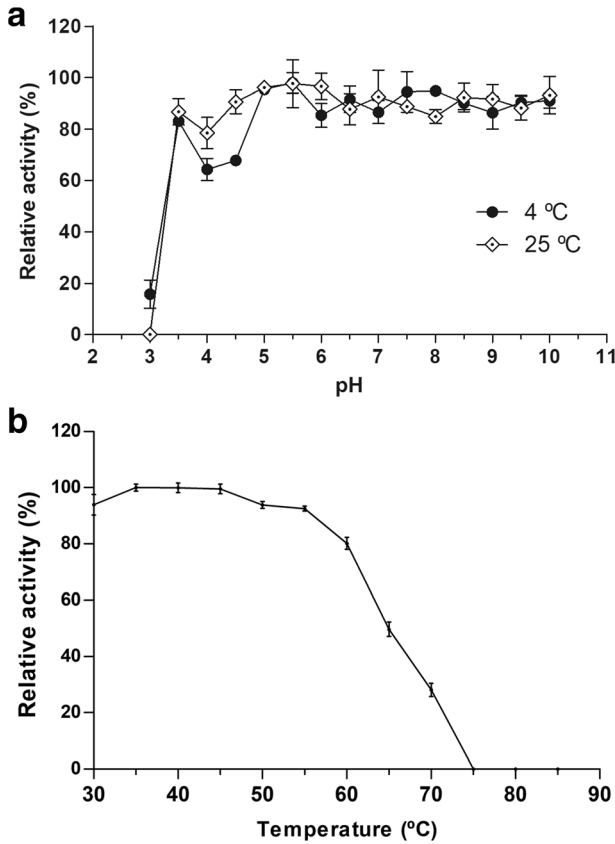 a
120
100
80
60
40
20
0
Relative activity (%)
4 ºC
25 ºC
2 3 4 5 6 7 8 9 10 11
pH
b
120
100
80
60
40
20
0
Relative activity (%)
30 40 50 60 70 80 90
Temperature (ºC)